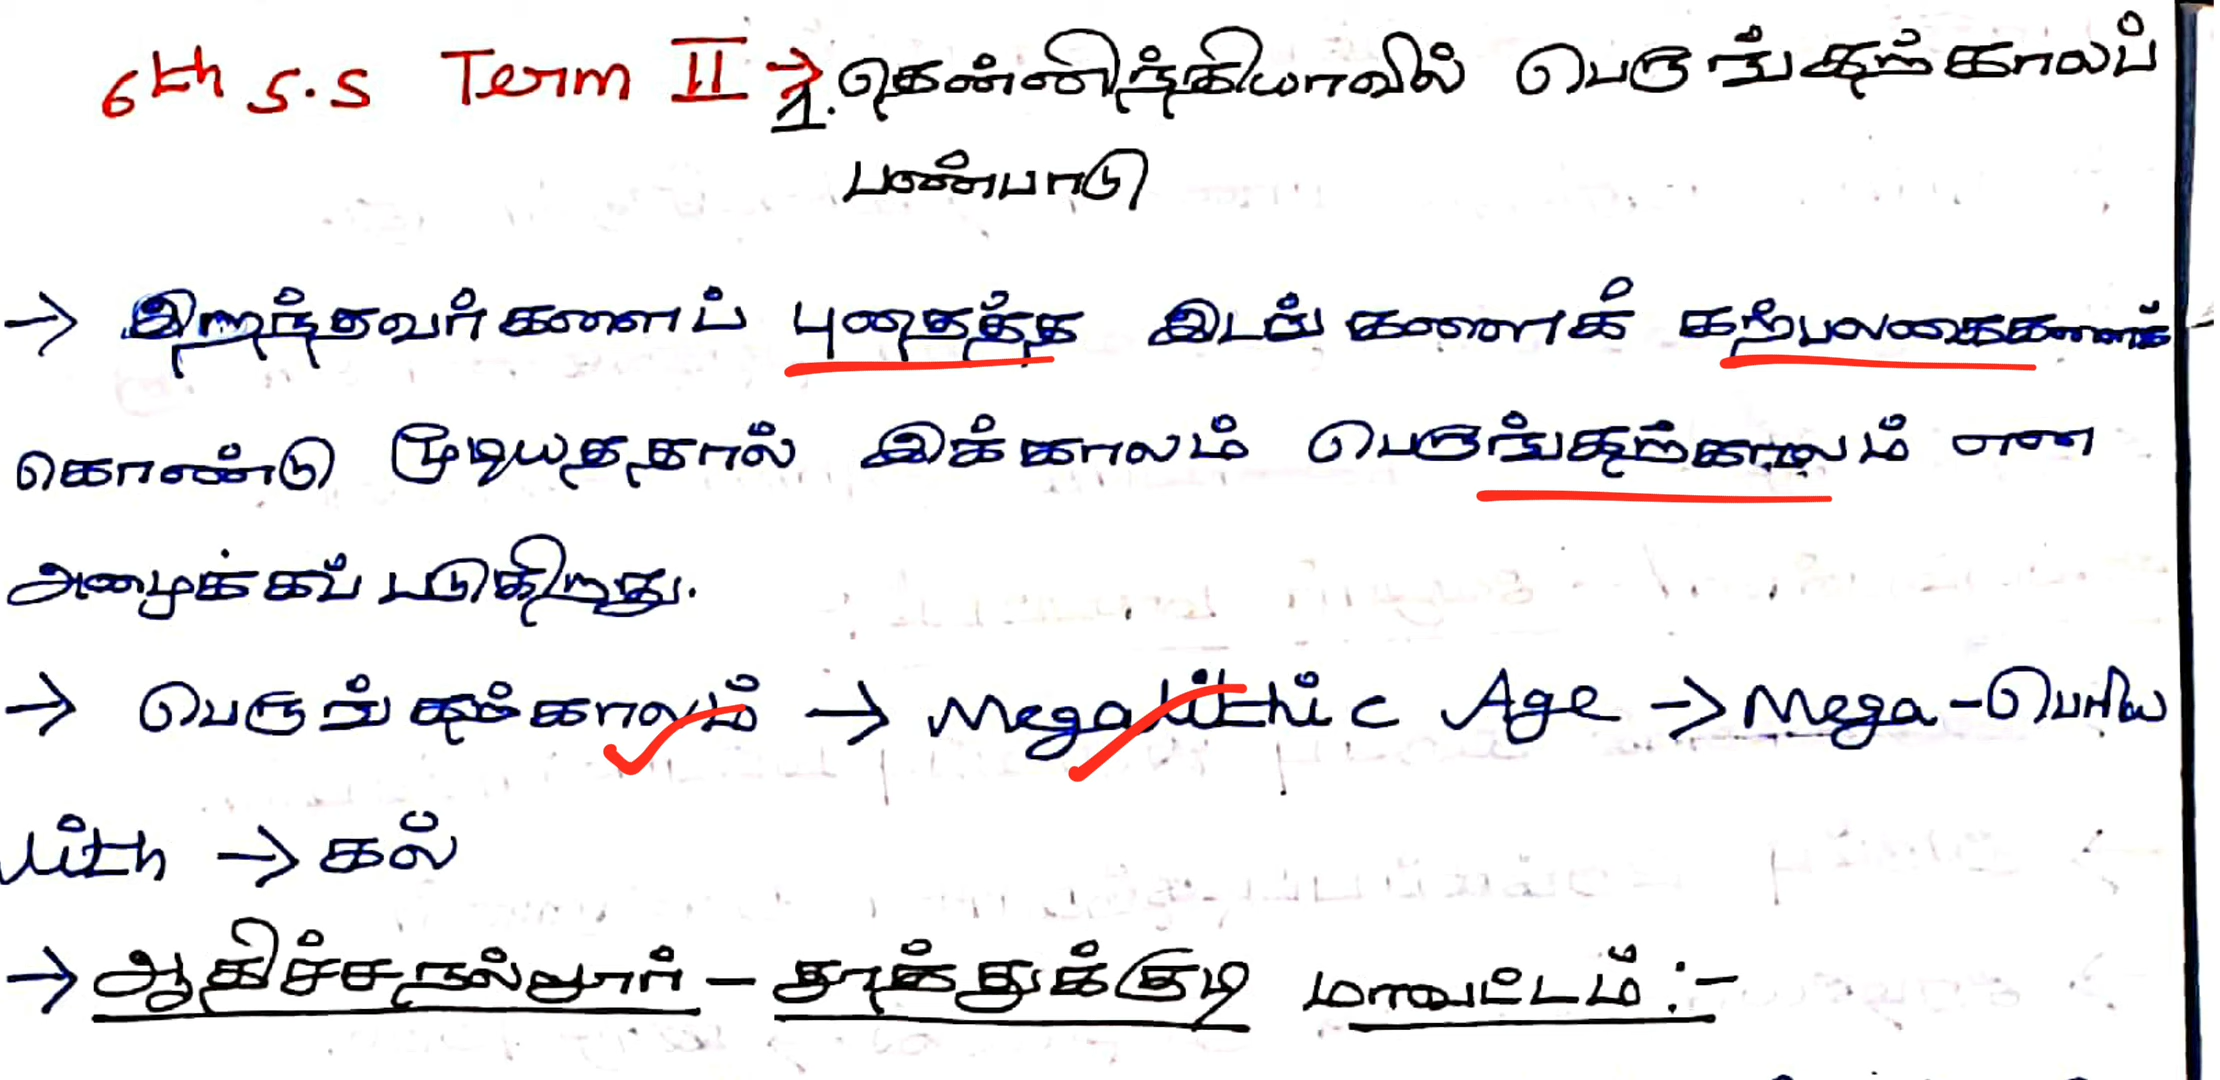 6th S.S Term II → 1. தென்னிந்தியாவில் பெருங்கற்காலப்
பண்பாடு
→ இறந்தவர்களைப் புதைத்த இடங்களைக் கற்பலகைகளைக்
கொண்டு மூடியதால் இக்காலம் பெருங்கற்காலம் என
அழைக்கப்படுகிறது.
→ பெருங்கற்காலம் → Megalithic Age → Mega - பெரிய
lith → கல்
→ ஆதிச்சநல்லூர் - தூத்துக்குடி மாவட்டம் :-